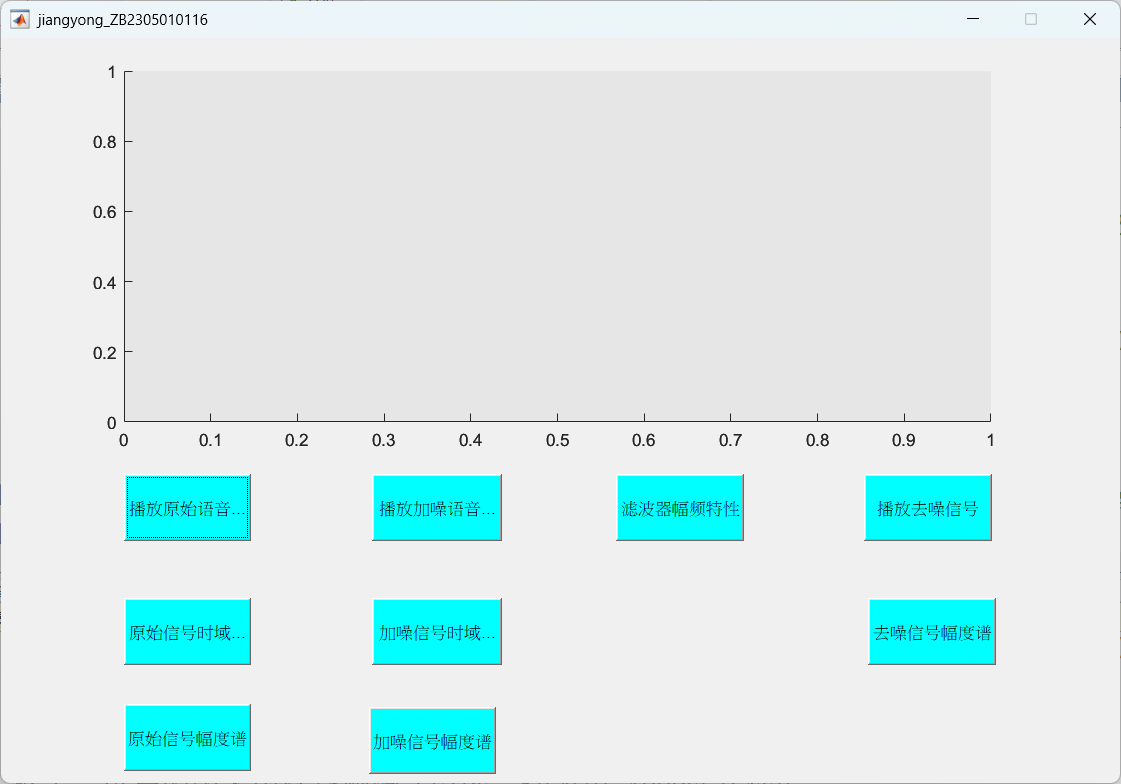 jiangyong_ZB2305010116
1
0.8
0.6
0.4
0.2
0
0 0.1 0.2 0.3 0.4 0.5 0.6 0.7 0.8 0.9 1
播放原始语音... 播放加噪语音... 滤波器幅频特性 播放去噪信号
原始信号时域... 加噪信号时域... 去噪信号幅度谱
原始信号幅度谱 加噪信号幅度谱